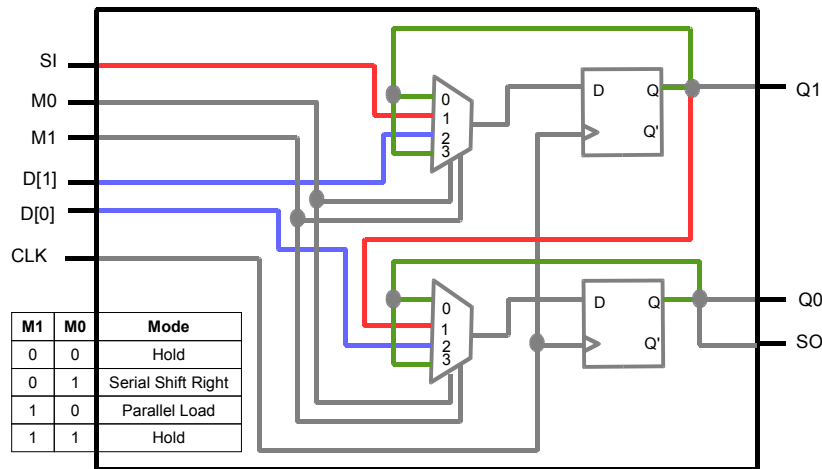 SI
M0
M1
D[1]
D[0]
CLK
0
1
2
3
D Q
Q'
Q1
0
1
2
3
D Q
Q'
Q0
SO
M1 M0 Mode
0 0 Hold
0 1 Serial Shift Right
1 0 Parallel Load
1 1 Hold